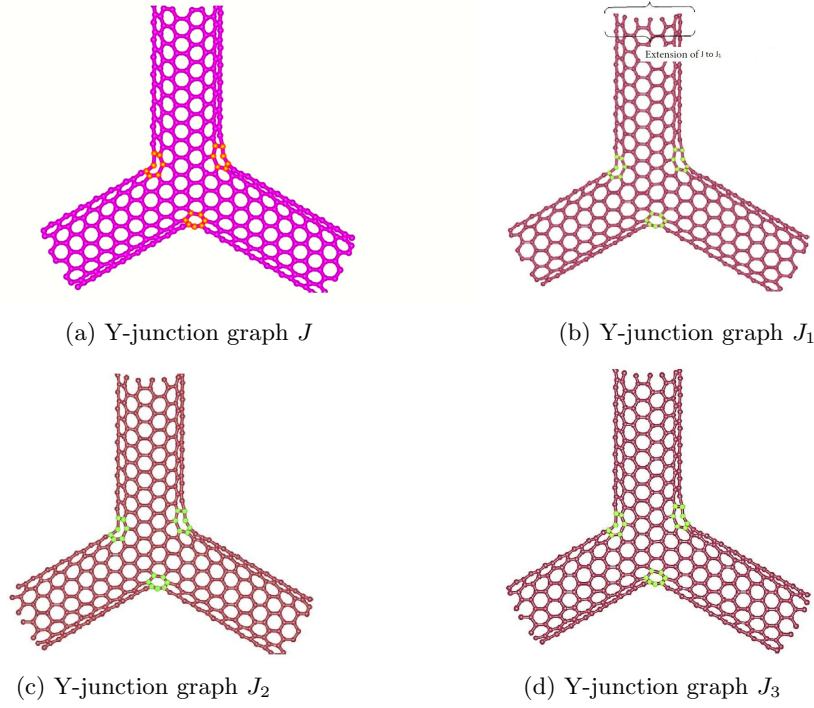 Extension of J to J₁
(a) Y-junction graph J
(b) Y-junction graph J₁
(c) Y-junction graph J₂
(d) Y-junction graph J₃